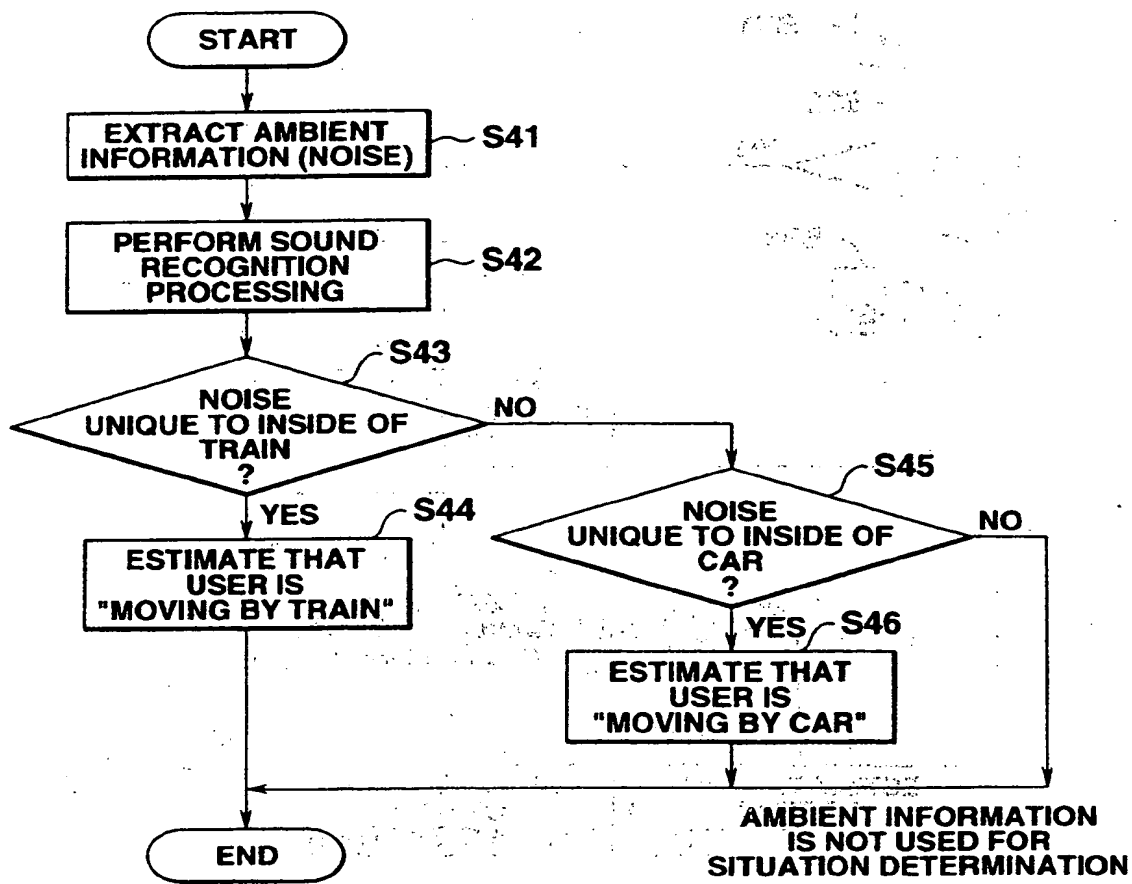 START
EXTRACT AMBIENT
INFORMATION (NOISE)
S41
PERFORM SOUND
RECOGNITION
PROCESSING
S42
S43
NOISE
UNIQUE TO INSIDE OF
TRAIN
?
NO
YES
S44
ESTIMATE THAT
USER IS
"MOVING BY TRAIN"
S45
NOISE
UNIQUE TO INSIDE OF
CAR
?
NO
YES
S46
ESTIMATE THAT
USER IS
"MOVING BY CAR"
AMBIENT INFORMATION
IS NOT USED FOR
SITUATION DETERMINATION
END